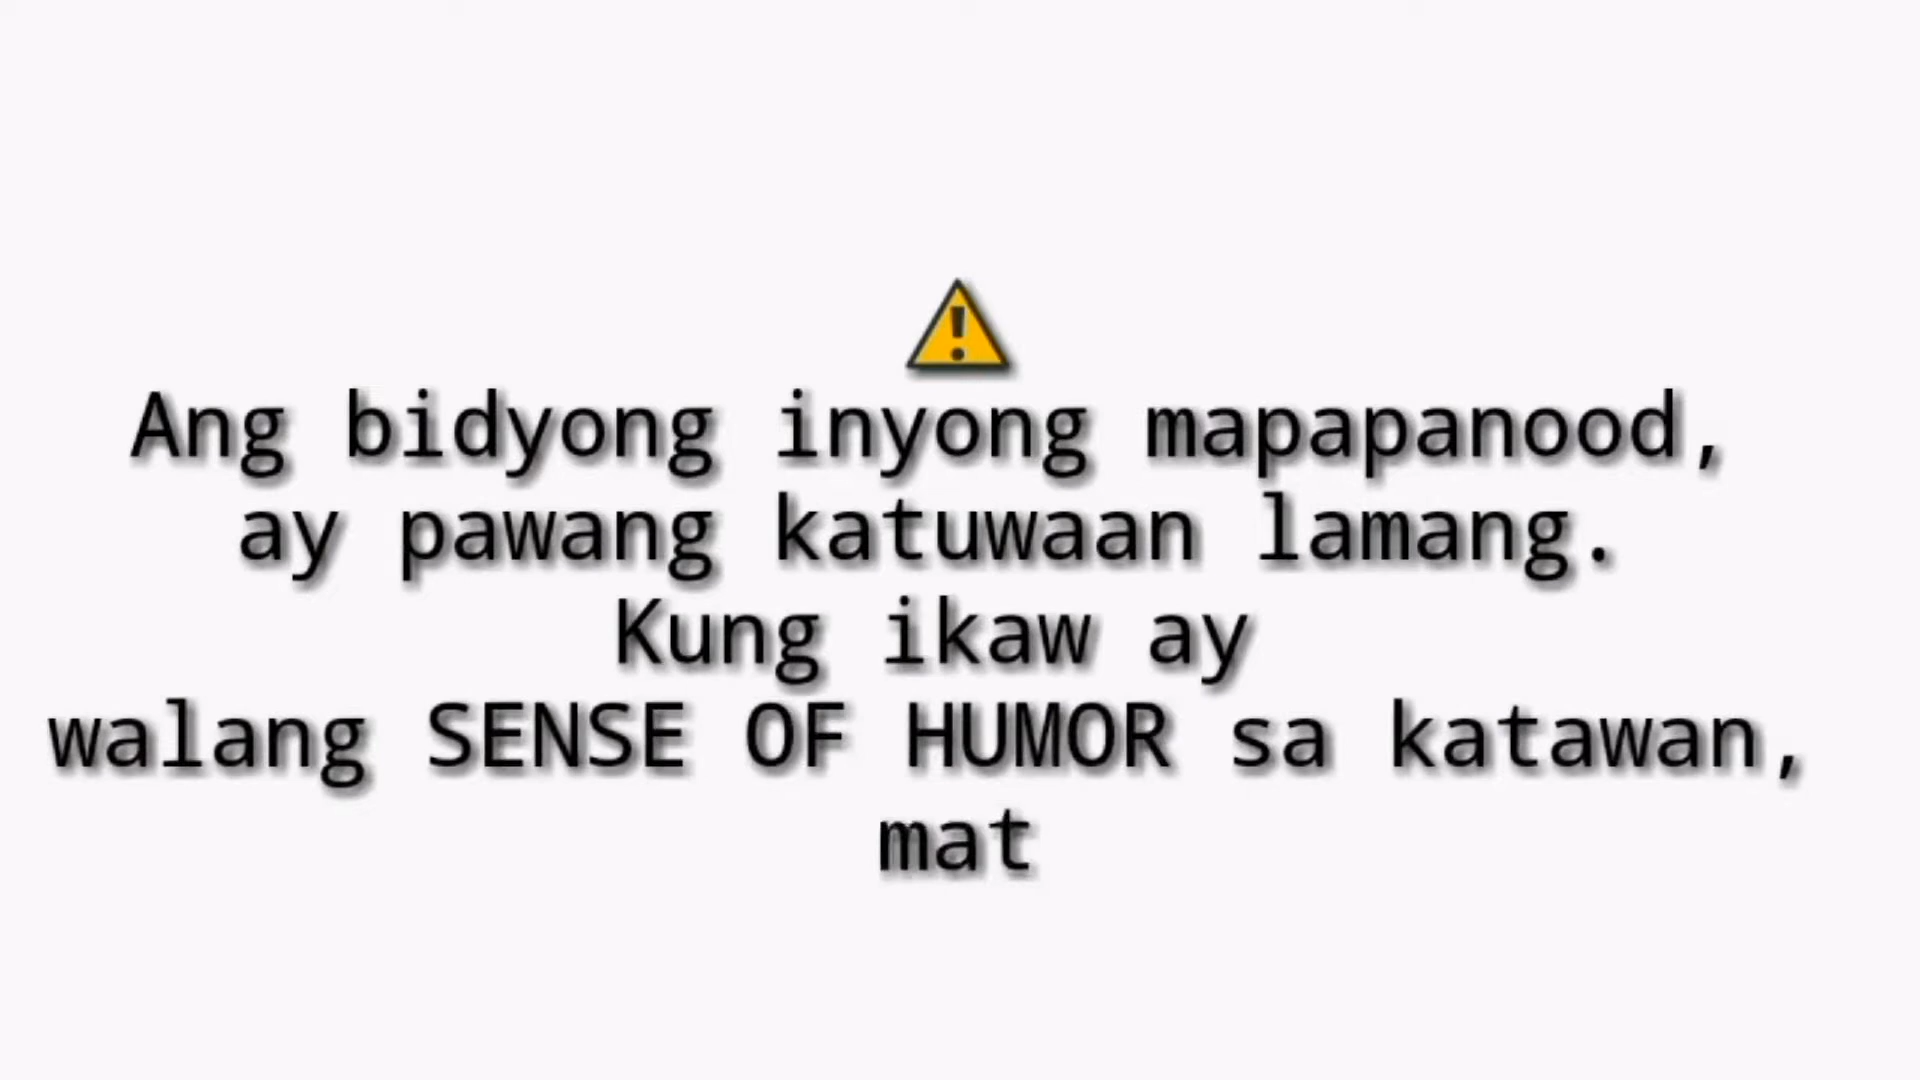 Ang bidyong inyong mapapanood,
ay pawang katuwaan lamang.
Kung ikaw ay
walang SENSE OF HUMOR sa katawan,
mat